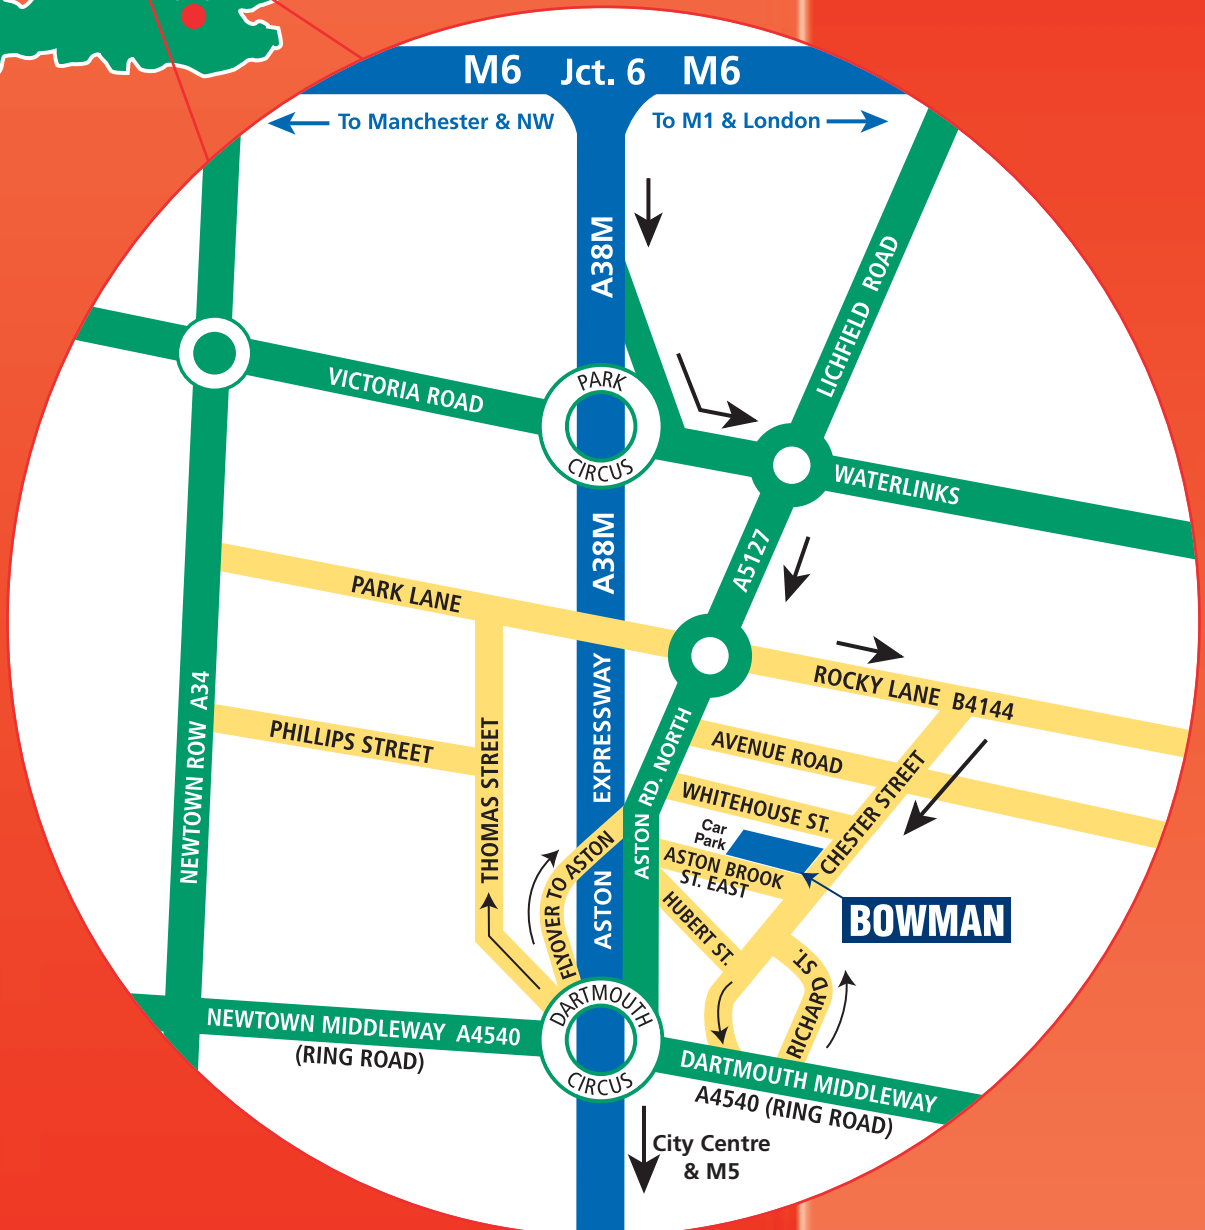 M6 Jct. 6 M6
To Manchester & NW
To M1 & London
A38M
LICHFIELD ROAD
VICTORIA ROAD
PARK
CIRCUS
WATERLINKS
A38M
A5127
PARK LANE
ROCKY LANE B4144
NEWTOWN ROW A34
PHILLIPS STREET
THOMAS STREET
ASTON EXPRESSWAY
ASTON RD. NORTH
AVENUE ROAD
WHITEHOUSE ST.
CHESTER STREET
Car
Park
ASTON BROOK
ST. EAST
FLYOVER TO ASTON
HUBERT ST.
BOWMAN
RICHARD ST.
DARTMOUTH
CIRCUS
NEWTOWN MIDDLEWAY A4540
(RING ROAD)
DARTMOUTH MIDDLEWAY
A4540 (RING ROAD)
City Centre
& M5